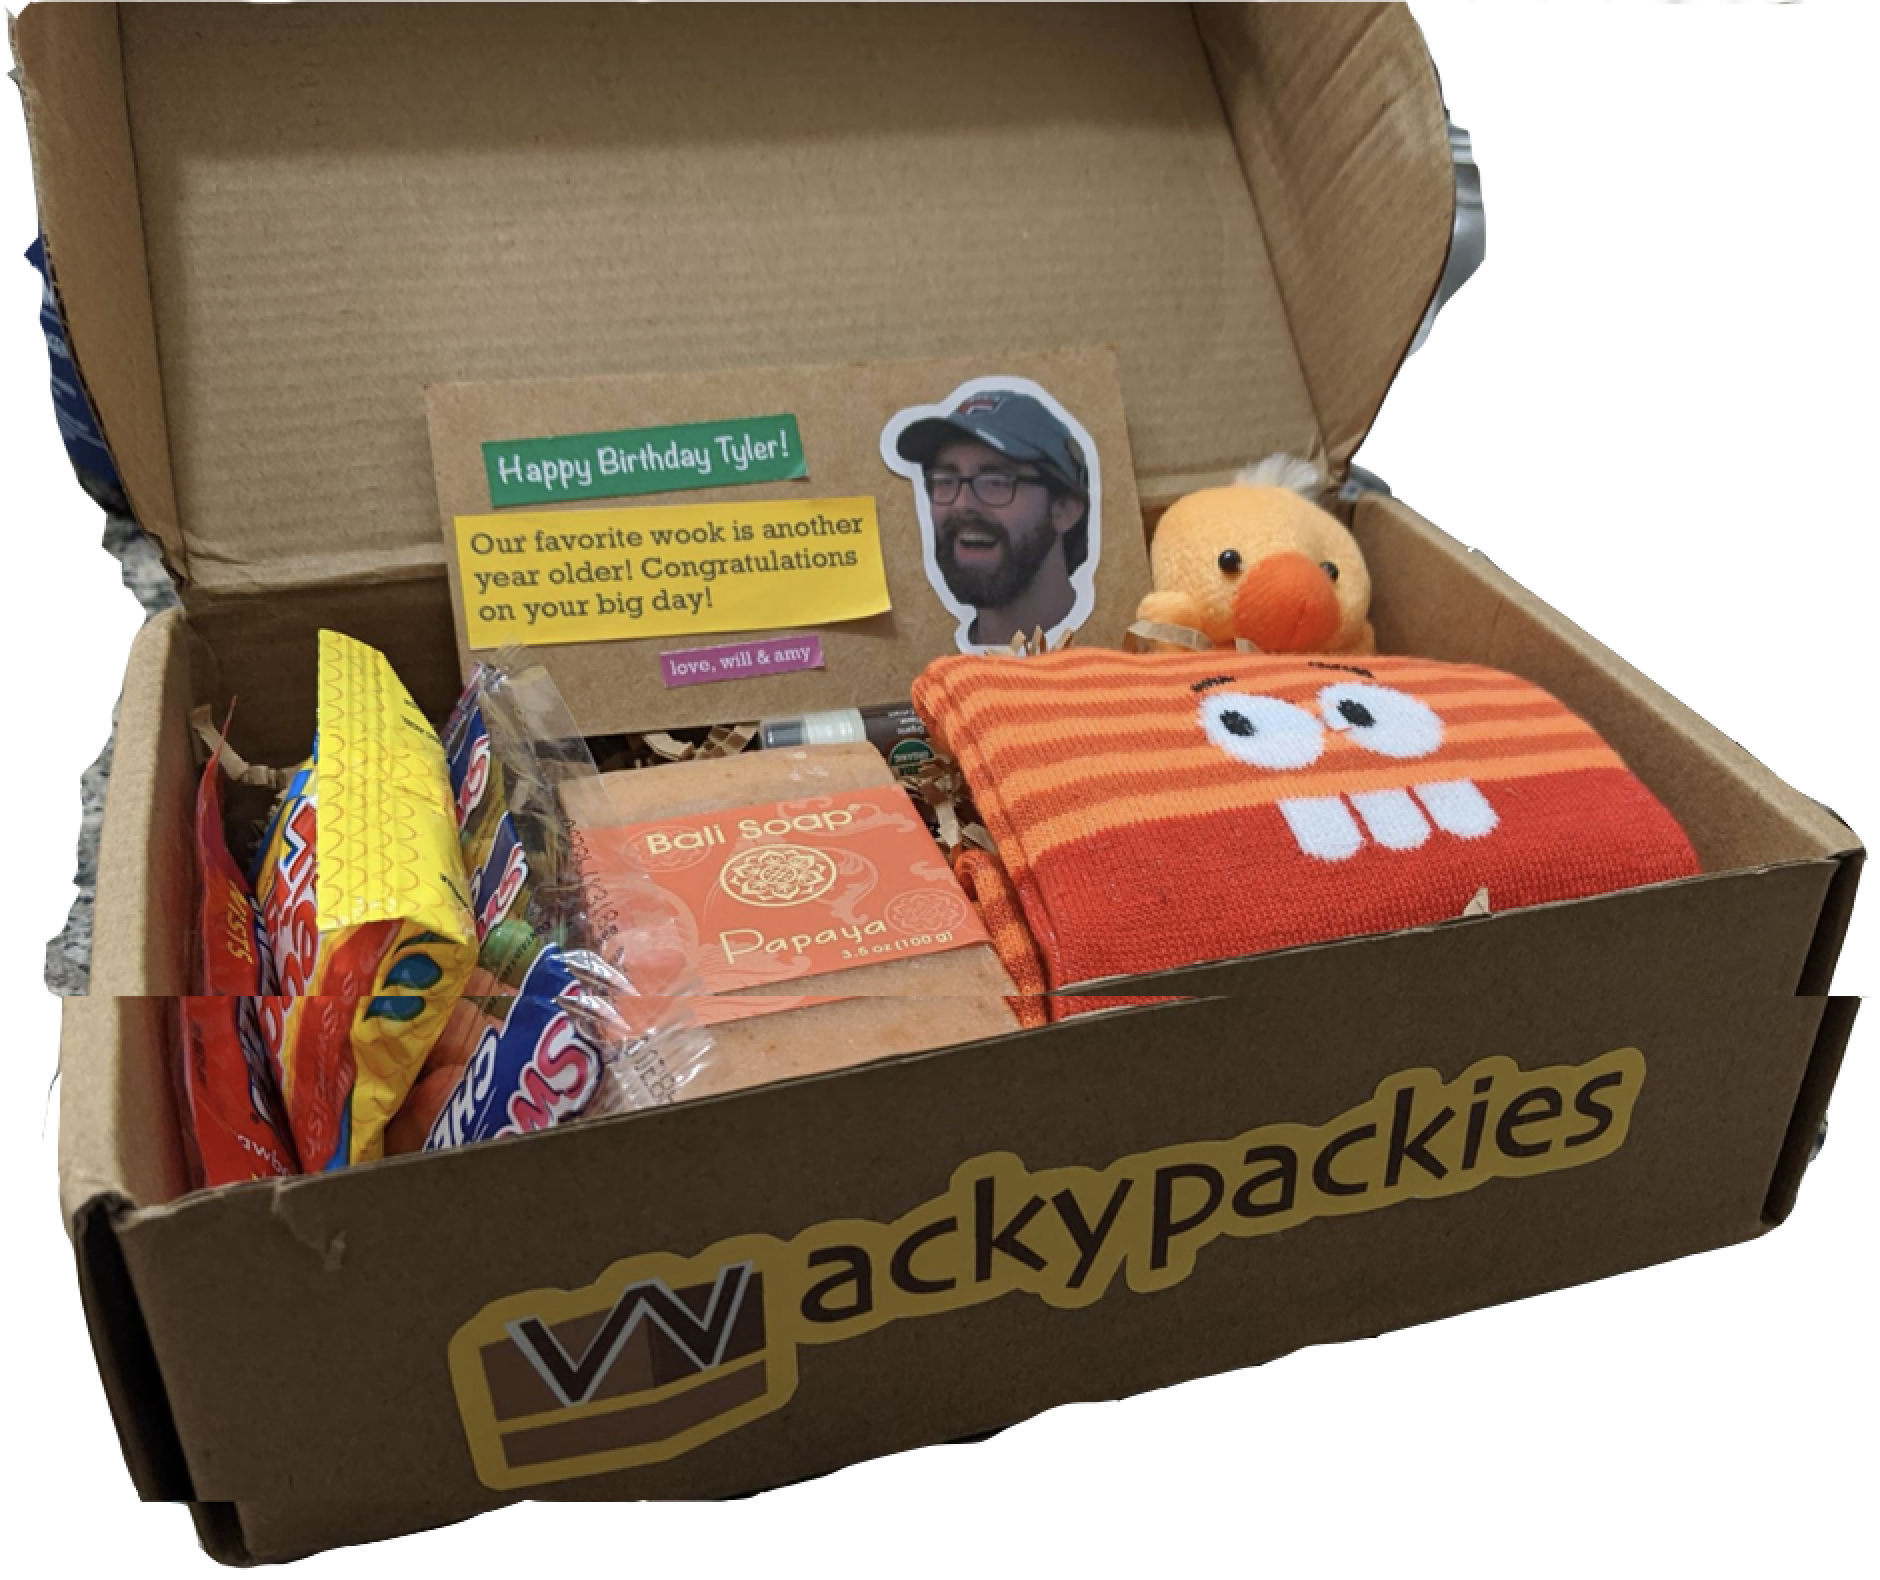 Happy Birthday Tyler!
Our favorite wook is another
year older! Congratulations
on your big day!
love, will & amy
Bali Soap
Papaya
3.5 oz (100 g)
Wackypackies